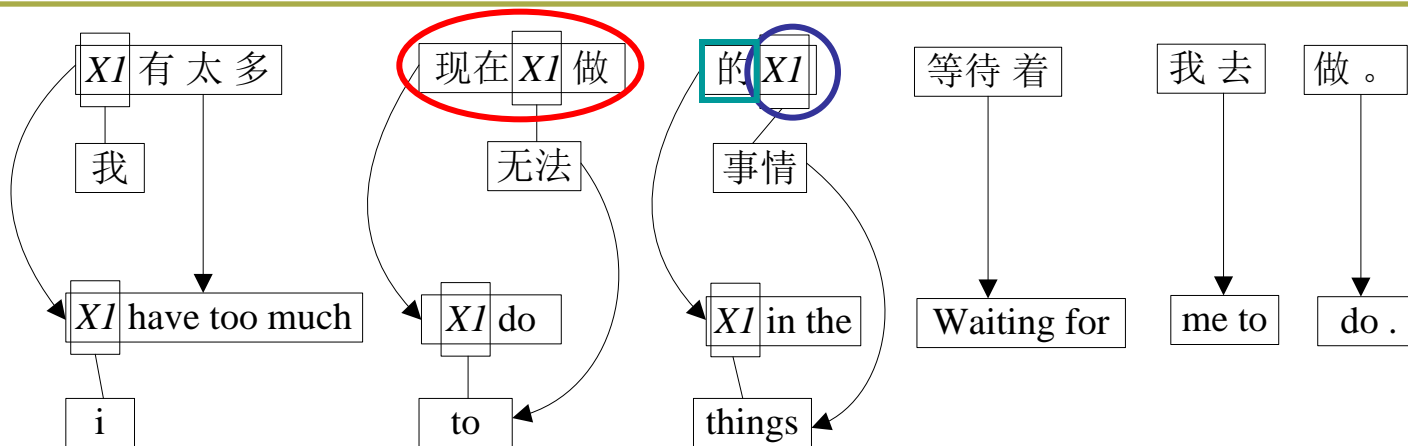 X1 有 太 多 现在 X1 做 的 X1 等待 着 我 去 做 。
我 无法 事情
X1 have too much X1 do X1 in the Waiting for me to do .
i to things